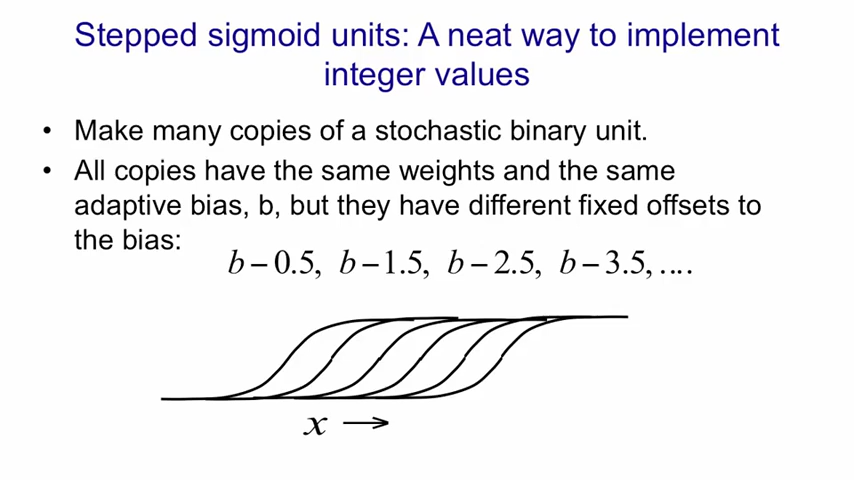 Stepped sigmoid units: A neat way to implement
integer values
• Make many copies of a stochastic binary unit.
• All copies have the same weights and the same
adaptive bias, b, but they have different fixed offsets to
the bias:
b − 0.5, b − 1.5, b − 2.5, b − 3.5, ....
x →